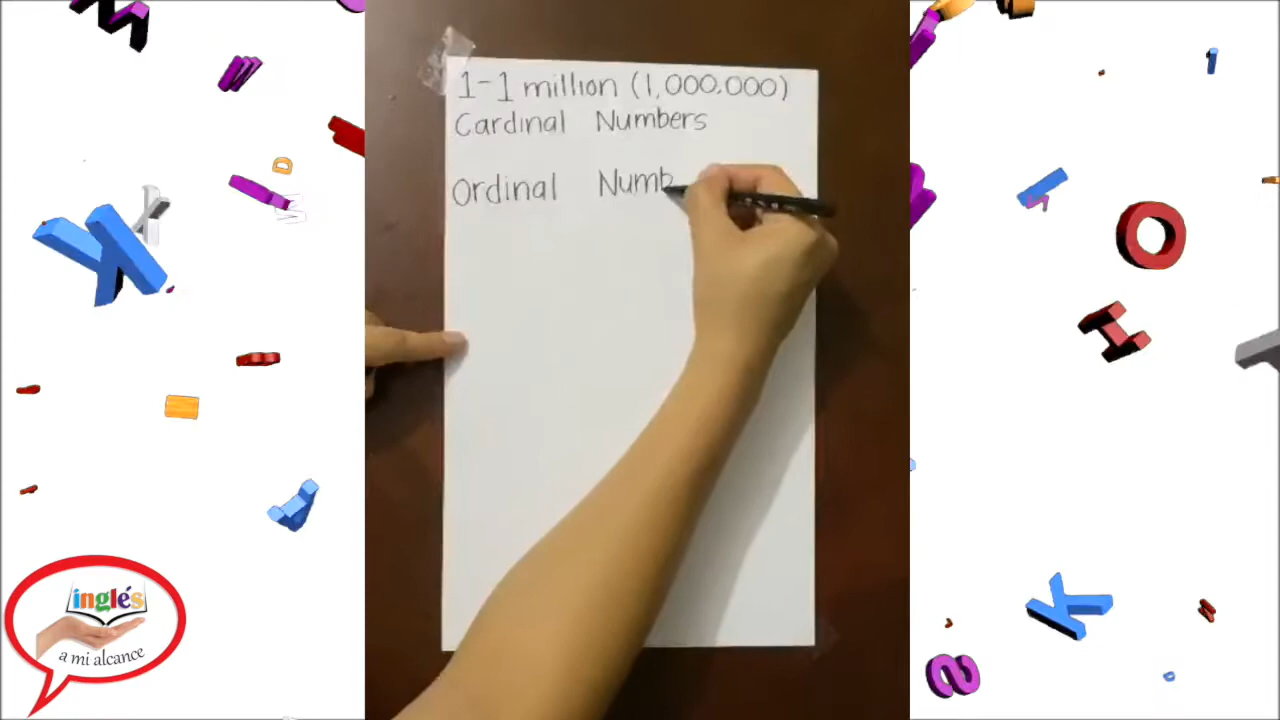 1-1 million (1,000,000)
Cardinal Numbers
Ordinal Numb
inglés
a mi alcance